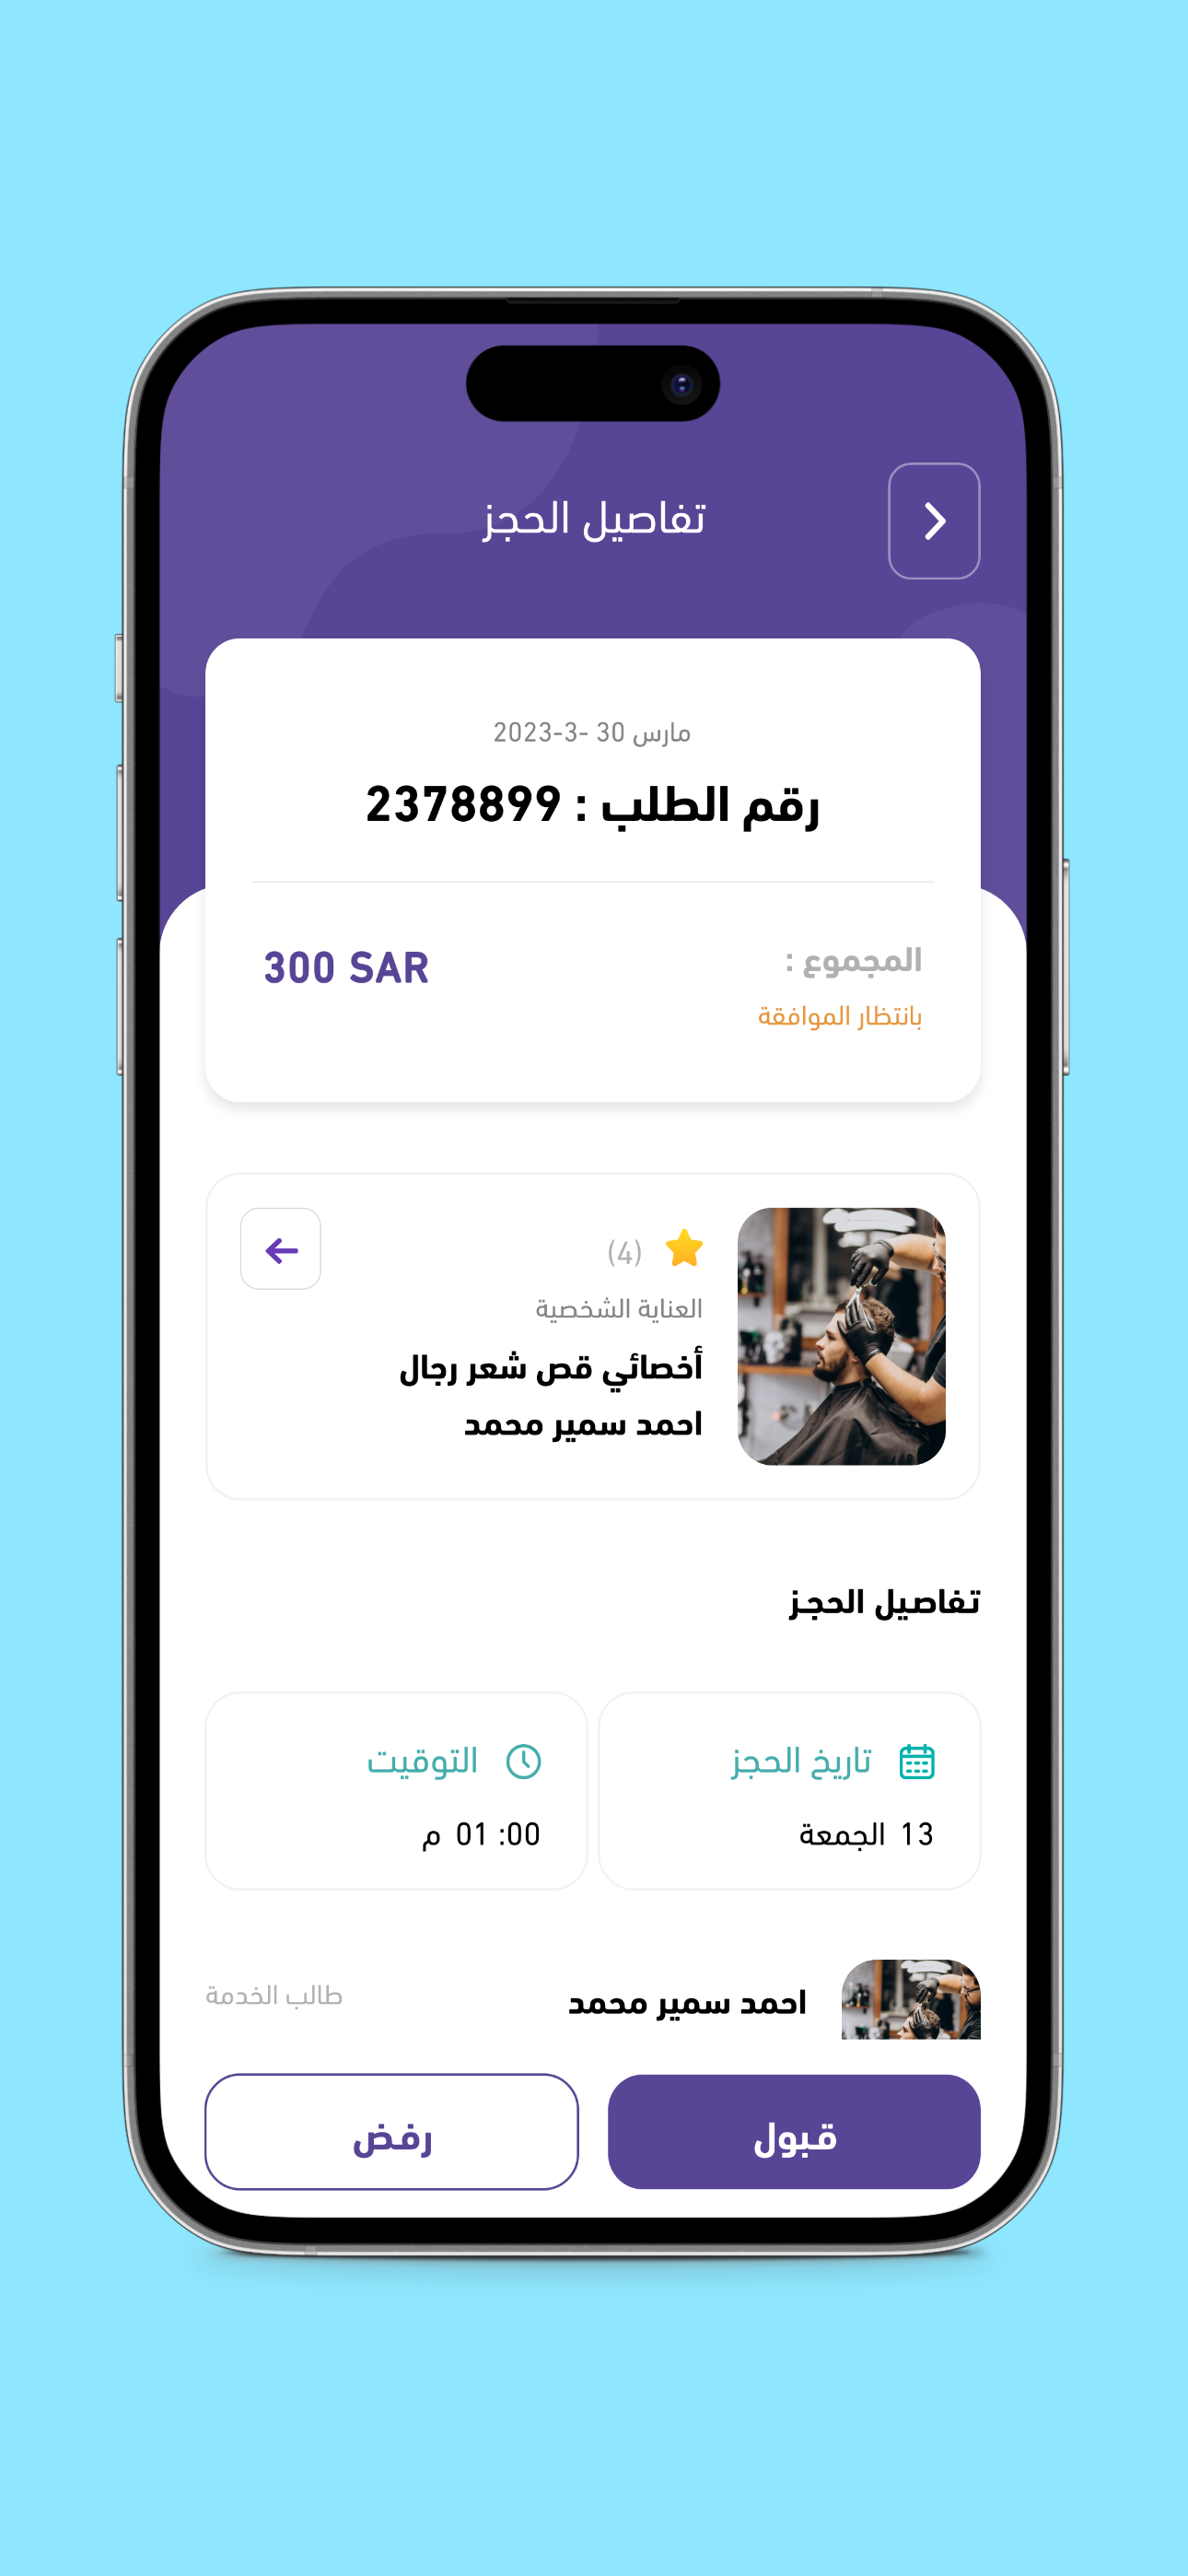 تفاصيل الحجز
مارس 30 -3-2023
رقم الطلب : 2378899
المجموع :
300 SAR
بانتظار الموافقة
(4)
العناية الشخصية
أخصائي قص شعر رجال
احمد سمير محمد
تفاصيل الحجز
تاريخ الحجز
13 الجمعة
التوقيت
01 :00 م
احمد سمير محمد
طالب الخدمة
قبول
رفض